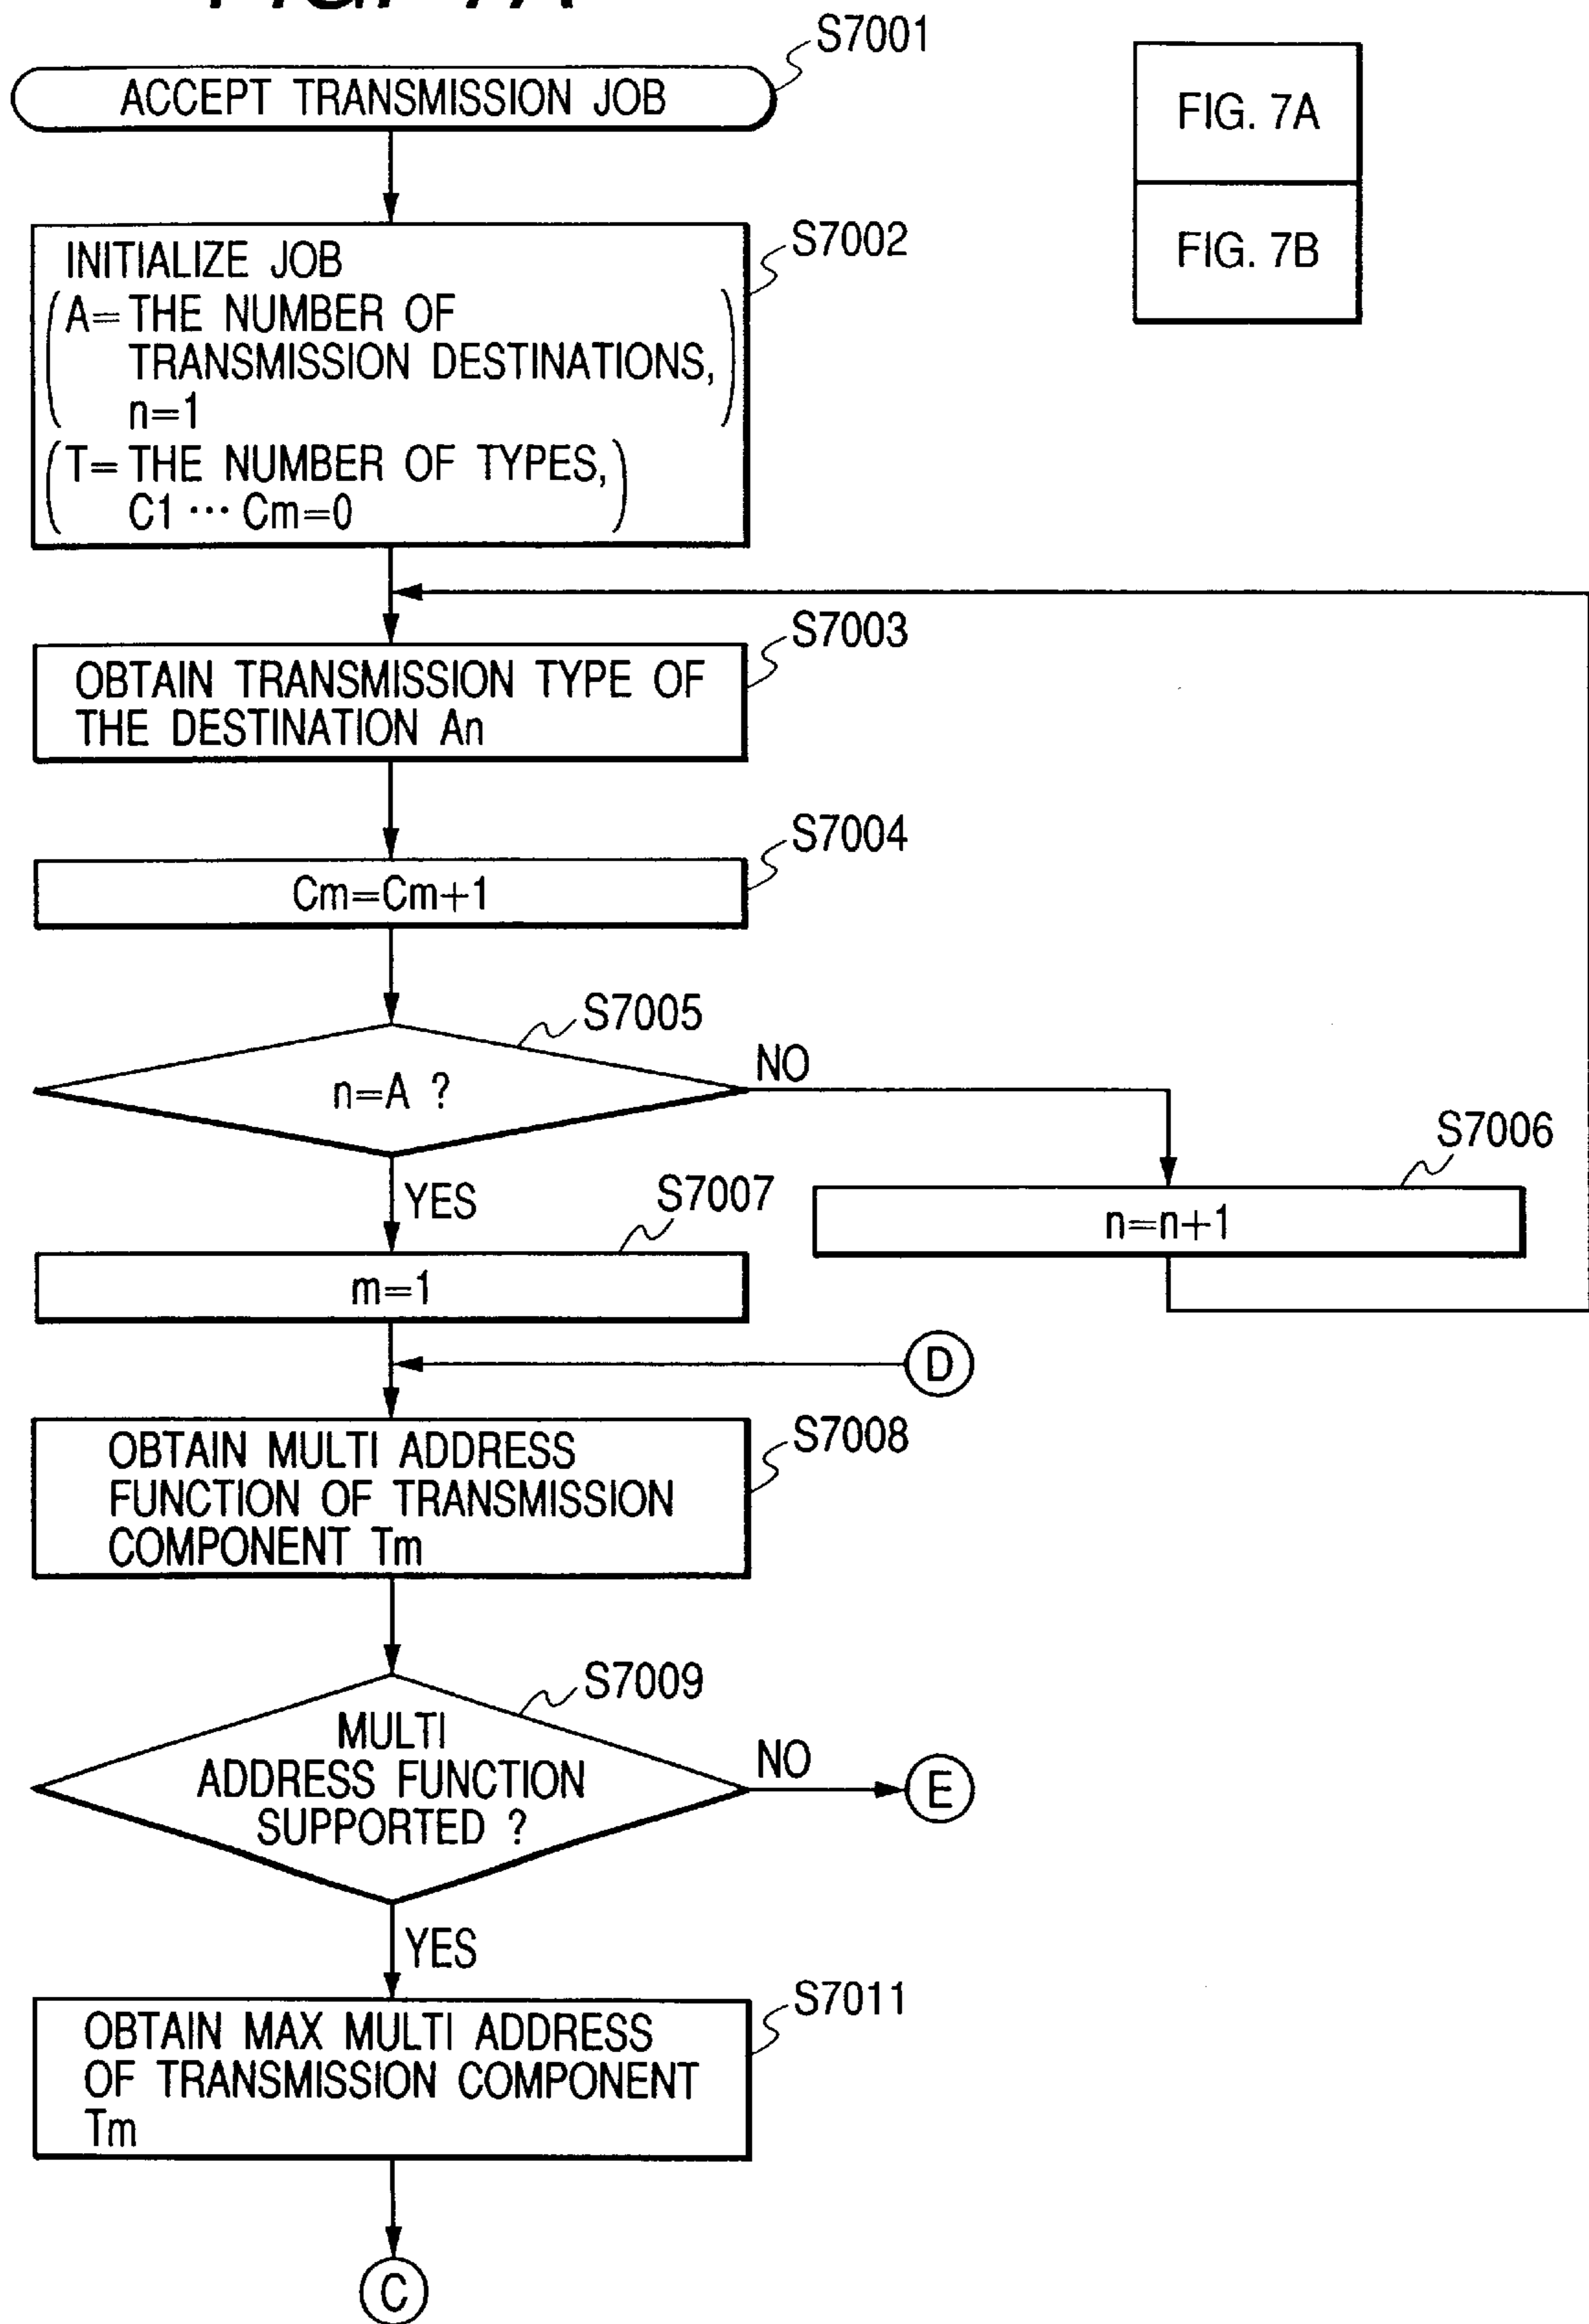 FIG. 7A
S7001
ACCEPT TRANSMISSION JOB
FIG. 7A
FIG. 7B
S7002
INITIALIZE JOB
(A=THE NUMBER OF
TRANSMISSION DESTINATIONS,
n=1)
(T=THE NUMBER OF TYPES,
C1 ··· Cm=0)
S7003
OBTAIN TRANSMISSION TYPE OF
THE DESTINATION An
S7004
Cm=Cm+1
S7005
n=A ?
NO
S7006
n=n+1
YES
S7007
m=1
D
S7008
OBTAIN MULTI ADDRESS
FUNCTION OF TRANSMISSION
COMPONENT Tm
S7009
MULTI
ADDRESS FUNCTION
SUPPORTED ?
NO
E
YES
S7011
OBTAIN MAX MULTI ADDRESS
OF TRANSMISSION COMPONENT
Tm
C